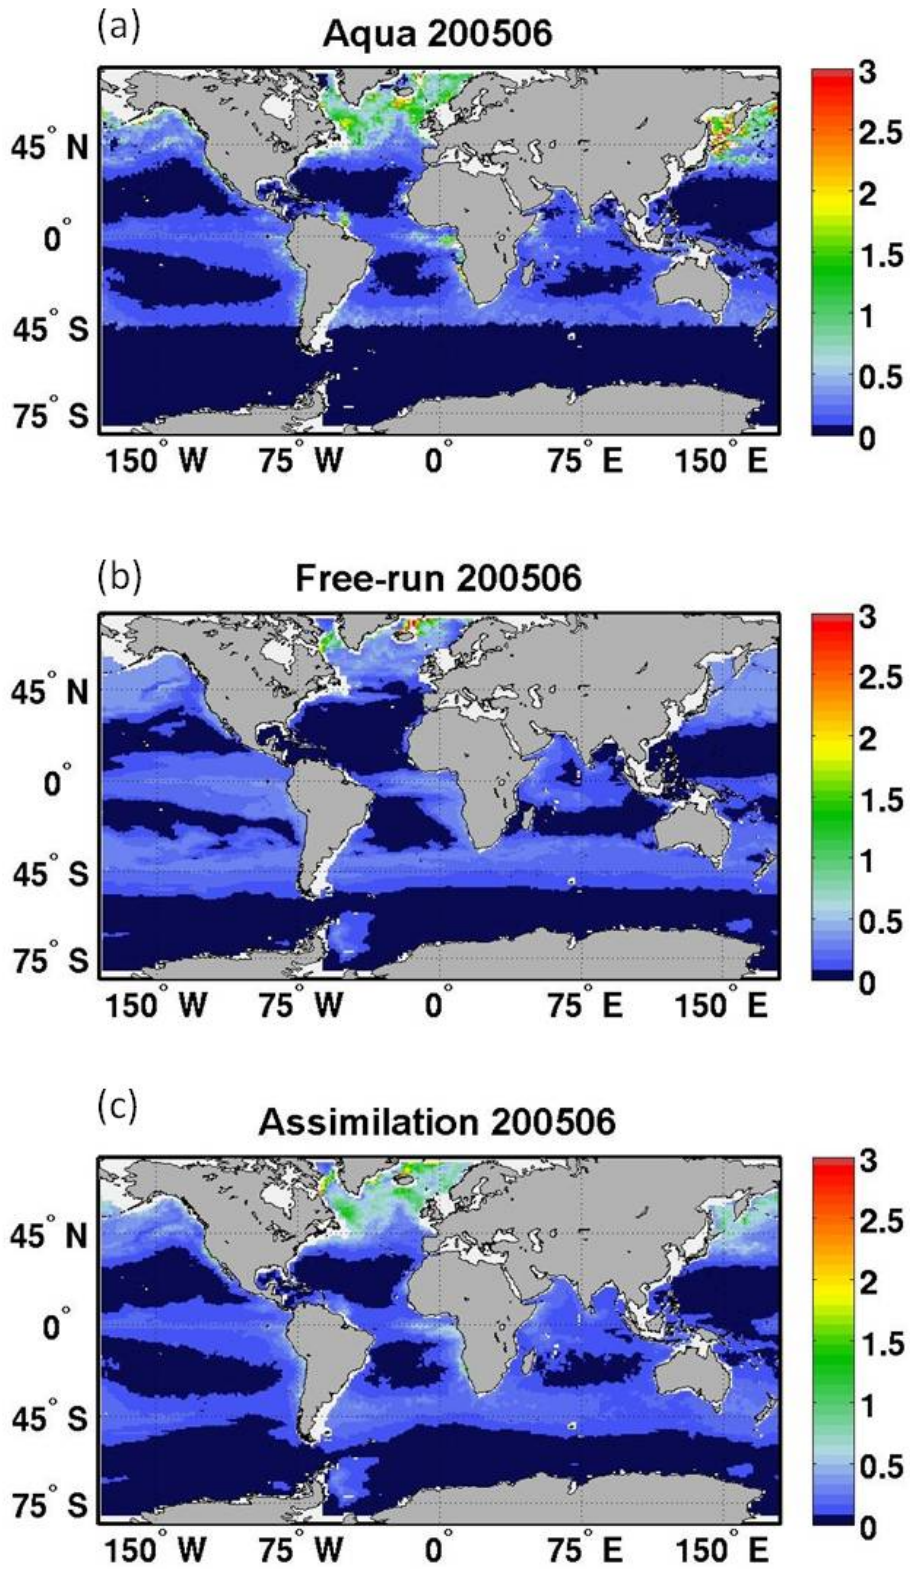 (a)
Aqua 200506
45° N
0°
45° S
75° S
150° W 75° W 0° 75° E 150° E
3
2.5
2
1.5
1
0.5
0
(b)
Free-run 200506
45° N
0°
45° S
75° S
150° W 75° W 0° 75° E 150° E
3
2.5
2
1.5
1
0.5
0
(c)
Assimilation 200506
45° N
0°
45° S
75° S
150° W 75° W 0° 75° E 150° E
3
2.5
2
1.5
1
0.5
0